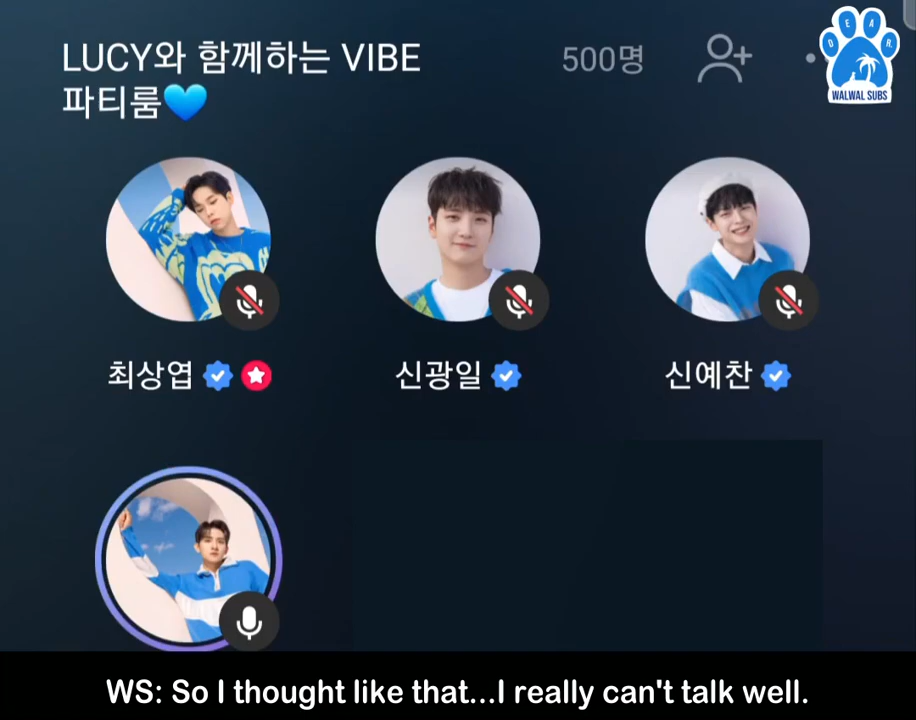 LUCY와 함께하는 VIBE
파티룸💙
500명
DEAR.
WALWAL SUBS
최상엽
신광일
신예찬
WS: So I thought like that...I really can't talk well.